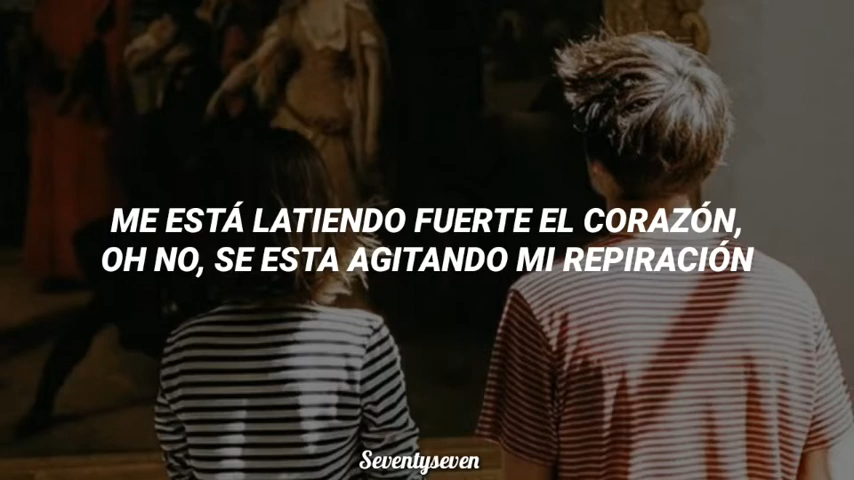 ME ESTÁ LATIENDO FUERTE EL CORAZÓN,
OH NO, SE ESTA AGITANDO MI REPIRACIÓN
Seventyseven